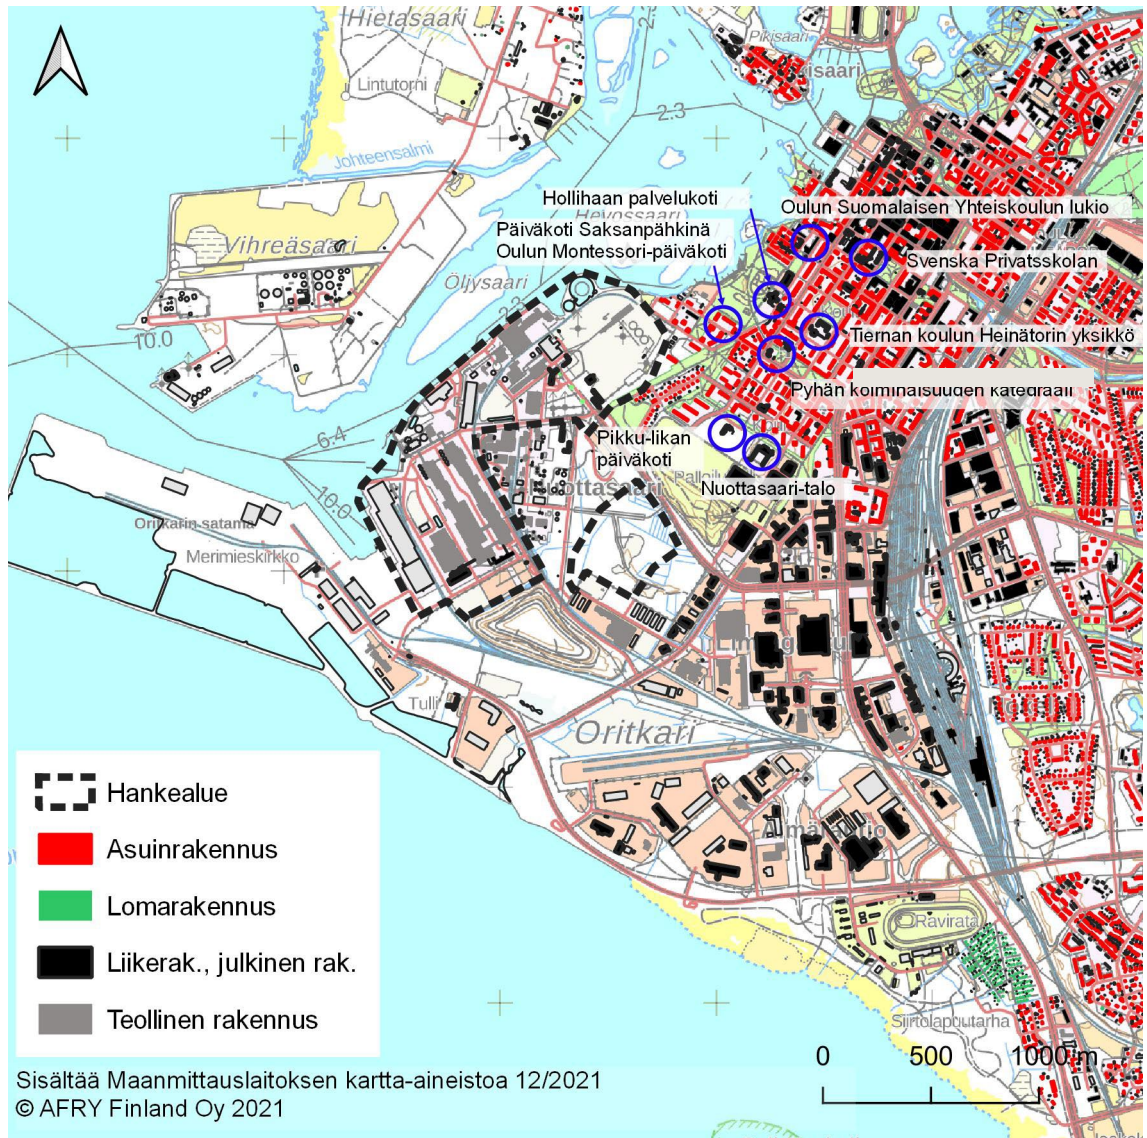 Hietasaari
Pikisaari
kisaari
Lintutorni
2.3
Johteensalmi
Hollihaan palvelukoti
Hevossaari
Oulun Suomalaisen Yhteiskoulun lukio
Päiväkoti Saksanpähkinä
Oulun Montessori-päiväkoti
Svenska Privatsskolan
Vihreäsaari
Öljysaari
10.0
Tiernan koulun Heinätorin yksikkö
Pyhän kolminaisuuden katedraali
6.4
Pikku-Iikan
päiväkoti
10.0
Nuottasaari
Nuottasaari-talo
Oritkarin satama
Merimieskirkko
Tulli
Oritkari
Hankealue
Asuinrakennus
Lomarakennus
Liikerak., julkinen rak.
Teollinen rakennus
Ravirata
Siirtolapuutarha
0 500 1000 m
Sisältää Maanmittauslaitoksen kartta-aineistoa 12/2021
© AFRY Finland Oy 2021